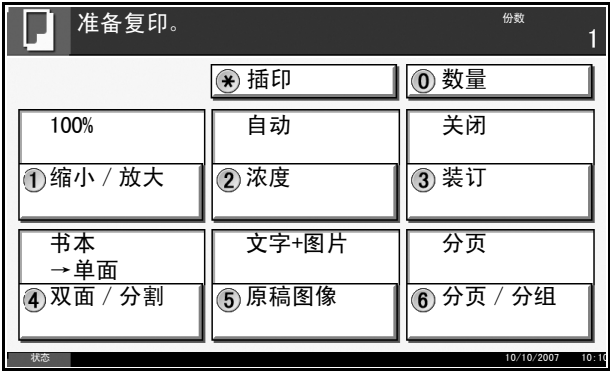 准备复印。
份数
1
* 插印
0 数量
100%
自动
关闭
1 缩小 / 放大
2 浓度
3 装订
书本
→单面
文字+图片
分页
4 双面 / 分割
5 原稿图像
6 分页 / 分组
状态
10/10/2007 10:10